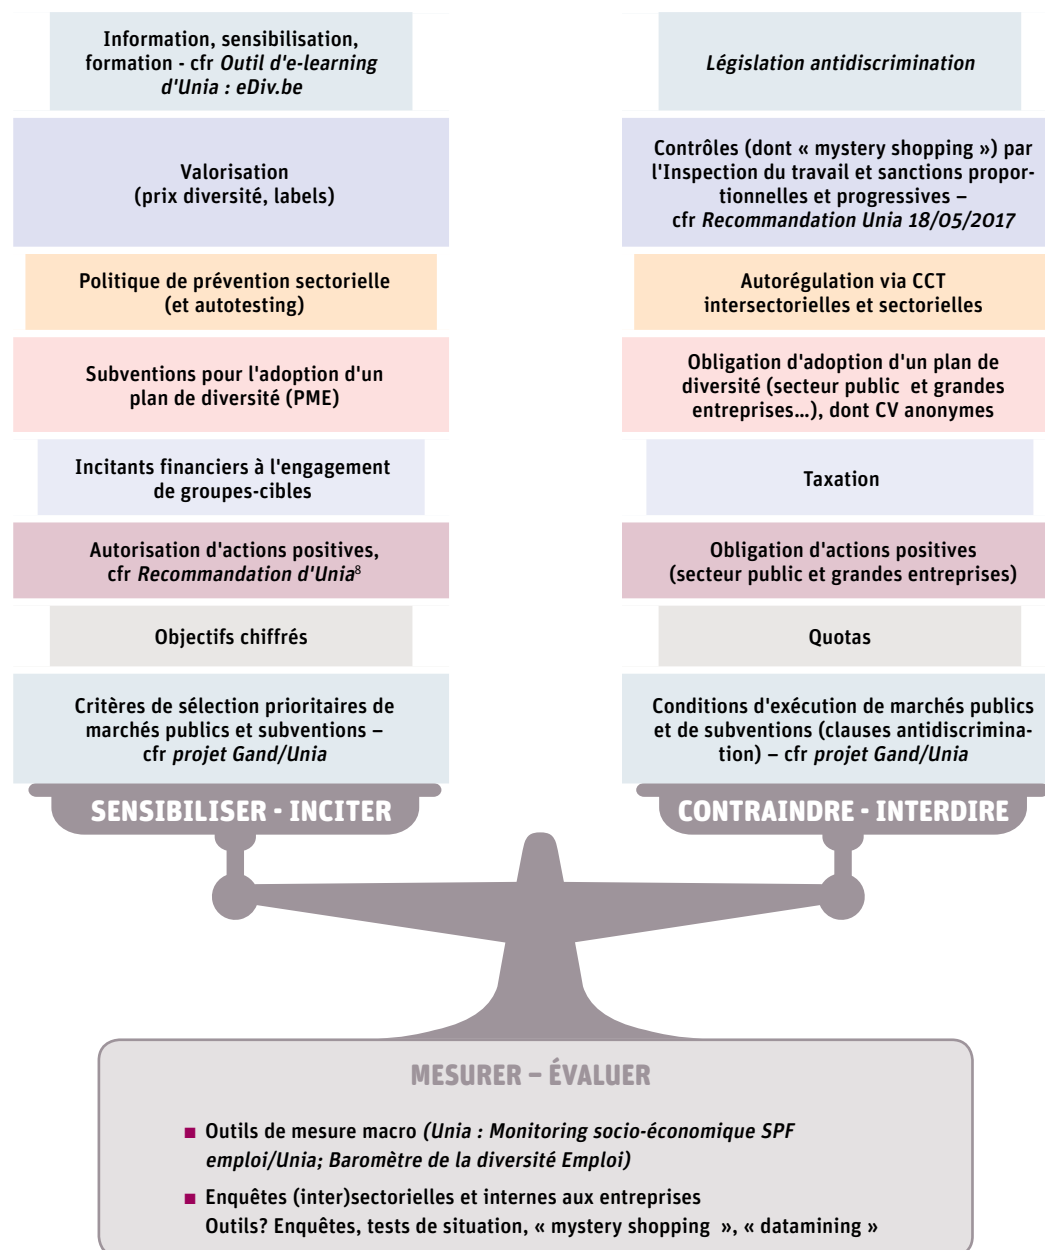 Information, sensibilisation,
formation - cfr Outil d'e-learning
d'Unia : eDiv.be
Valorisation
(prix diversité, labels)
Politique de prévention sectorielle
(et autotesting)
Subventions pour l'adoption d'un
plan de diversité (PME)
Incitants financiers à l'engagement
de groupes-cibles
Autorisation d'actions positives,
cfr Recommandation d'Unia⁸
Objectifs chiffrés
Critères de sélection prioritaires de
marchés publics et subventions –
cfr projet Gand/Unia
SENSIBILISER - INCITER
Législation antidiscrimination
Contrôles (dont « mystery shopping ») par
l'Inspection du travail et sanctions propor-
tionnelles et progressives –
cfr Recommandation Unia 18/05/2017
Autorégulation via CCT
intersectorielles et sectorielles
Obligation d'adoption d'un plan de
diversité (secteur public et grandes
entreprises...), dont CV anonymes
Taxation
Obligation d'actions positives
(secteur public et grandes entreprises)
Quotas
Conditions d'exécution de marchés publics
et de subventions (clauses antidiscrimina-
tion) – cfr projet Gand/Unia
CONTRAINDRE - INTERDIRE
MESURER – ÉVALUER
■ Outils de mesure macro (Unia : Monitoring socio-économique SPF
emploi/Unia; Baromètre de la diversité Emploi)
■ Enquêtes (inter)sectorielles et internes aux entreprises
Outils? Enquêtes, tests de situation, « mystery shopping », « datamining »